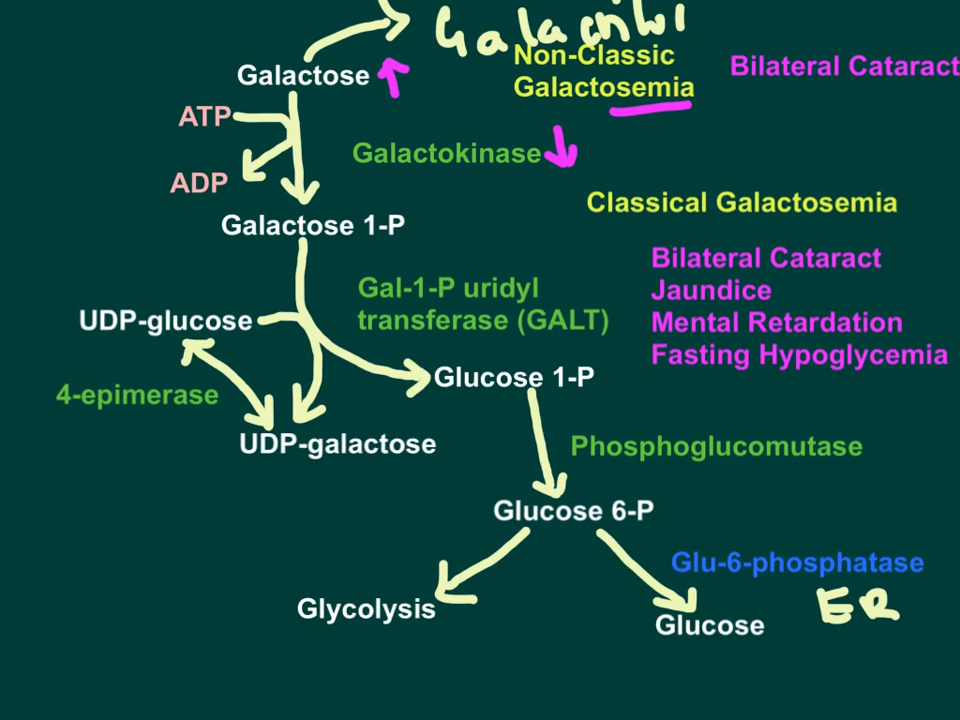 Galactitol
Galactose
Non-Classic
Galactosemia
Bilateral Cataract
ATP
Galactokinase
ADP
Classical Galactosemia
Galactose 1-P
Bilateral Cataract
Jaundice
Mental Retardation
Fasting Hypoglycemia
Gal-1-P uridyl
transferase (GALT)
UDP-glucose
Glucose 1-P
4-epimerase
UDP-galactose
Phosphoglucomutase
Glucose 6-P
Glu-6-phosphatase
ER
Glycolysis
Glucose